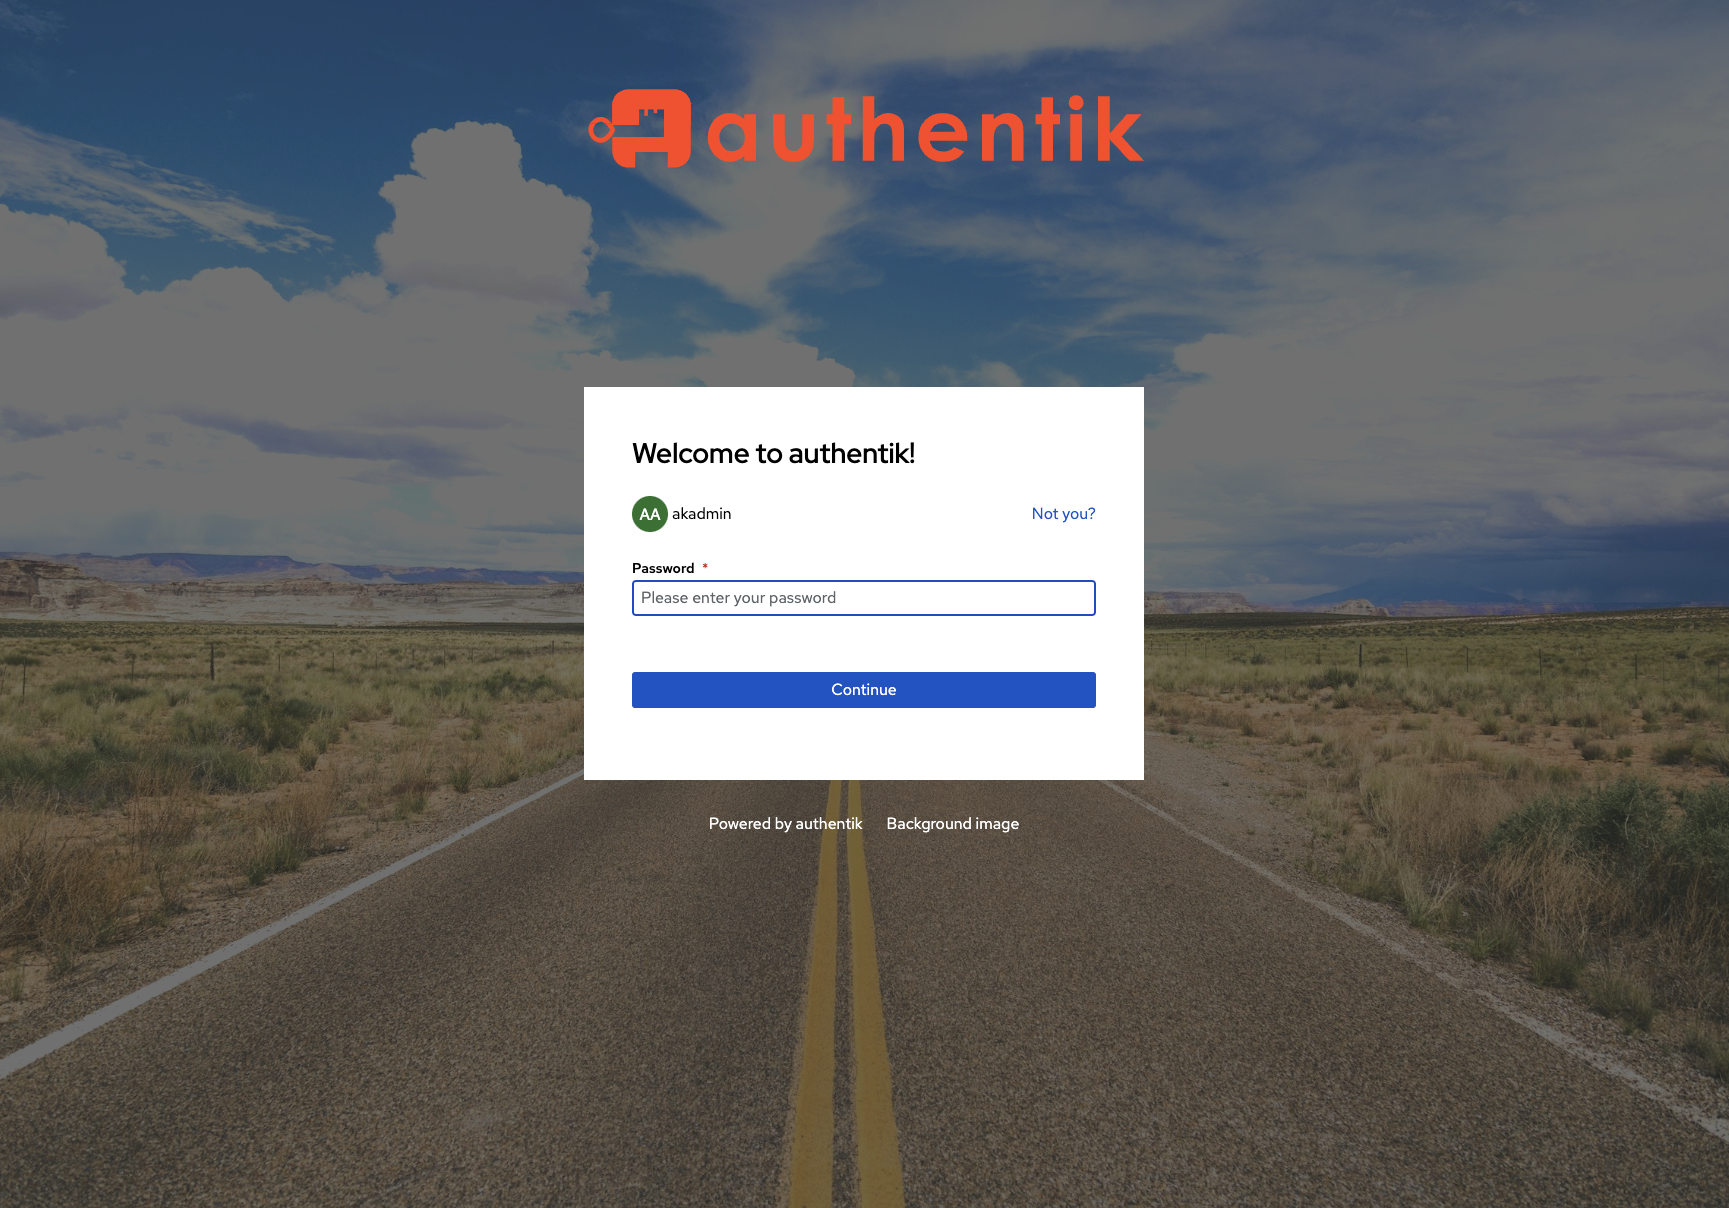 authentik
Welcome to authentik!
AA akadmin Not you?
Password *
Please enter your password
Continue
Powered by authentik Background image